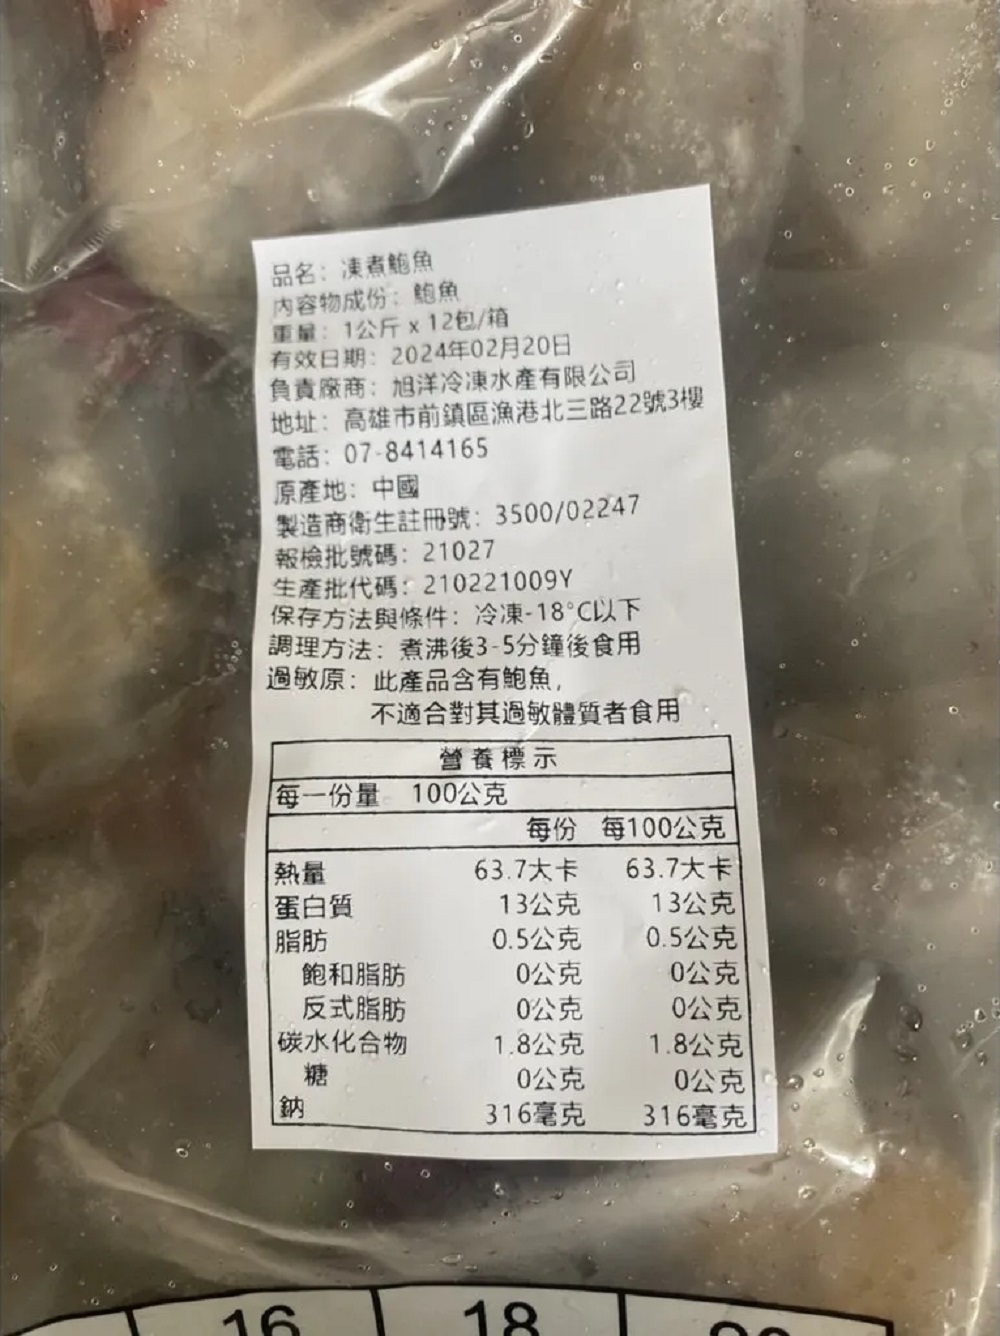 品名：凍煮鮑魚
內容物成份：鮑魚
重量：1公斤 x 12包/箱
有效日期：2024年02月20日
負責廠商：旭洋冷凍水產有限公司
地址：高雄市前鎮區漁港北三路22號3樓
電話：07-8414165
原產地：中國
製造商衛生註冊號：3500/02247
報檢批號碼：21027
生產批代碼：210221009Y
保存方法與條件：冷凍-18°C以下
調理方法：煮沸後3-5分鐘後食用
過敏原：此產品含有鮑魚，
不適合對其過敏體質者食用
營養標示
每一份量 100公克
每份 每100公克
熱量 63.7大卡 63.7大卡
蛋白質 13公克 13公克
脂肪 0.5公克 0.5公克
飽和脂肪 0公克 0公克
反式脂肪 0公克 0公克
碳水化合物 1.8公克 1.8公克
糖 0公克 0公克
鈉 316毫克 316毫克
16 18